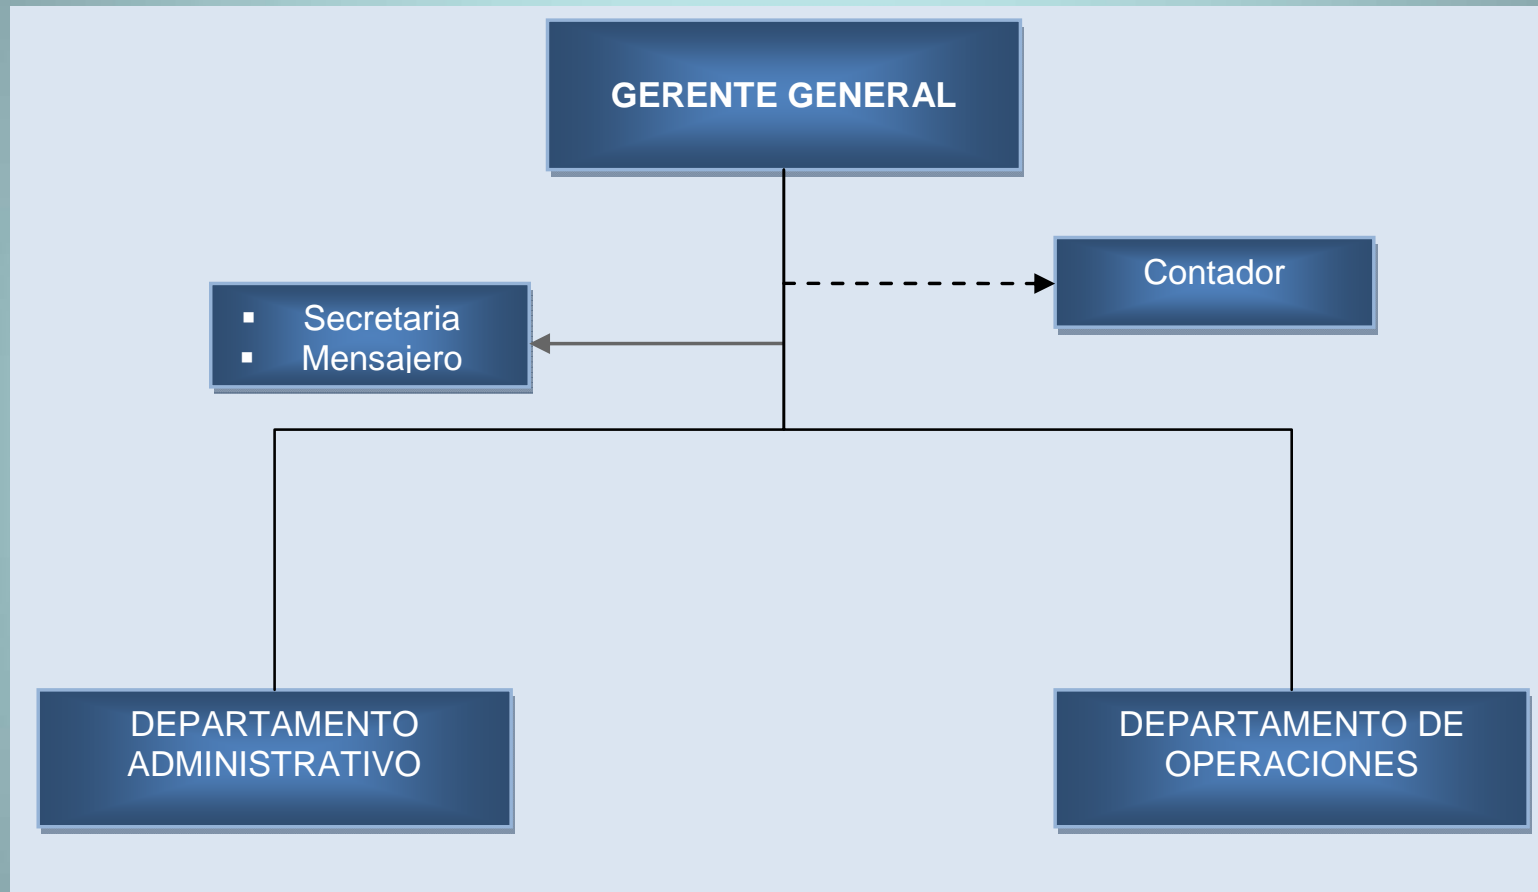 GERENTE GENERAL
Contador
▪ Secretaria
▪ Mensajero
DEPARTAMENTO
ADMINISTRATIVO
DEPARTAMENTO DE
OPERACIONES